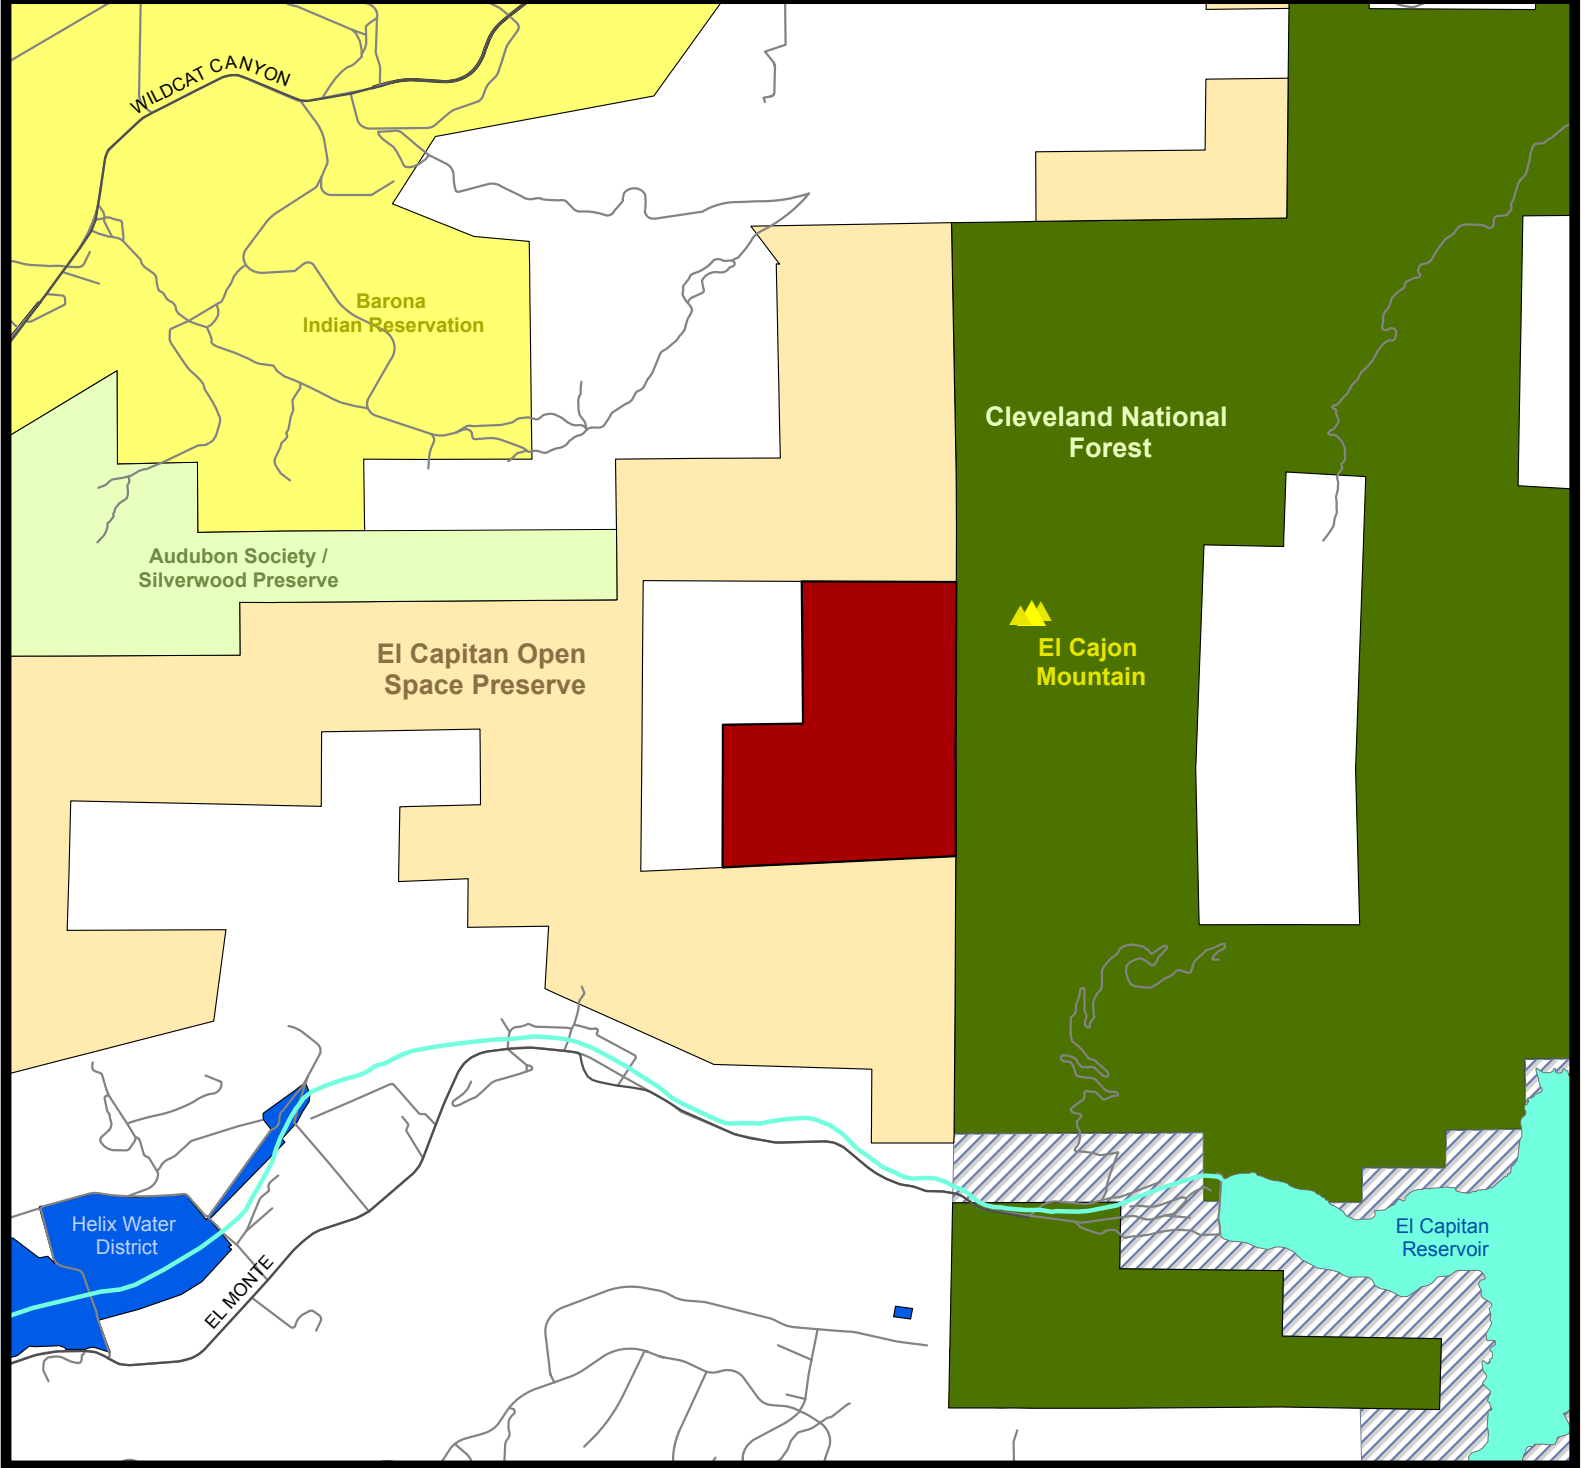 WILDCAT CANYON
Barona
Indian Reservation
Cleveland National
Forest
Audubon Society /
Silverwood Preserve
El Capitan Open
Space Preserve
El Cajon
Mountain
Helix Water
District
EL MONTE
El Capitan
Reservoir